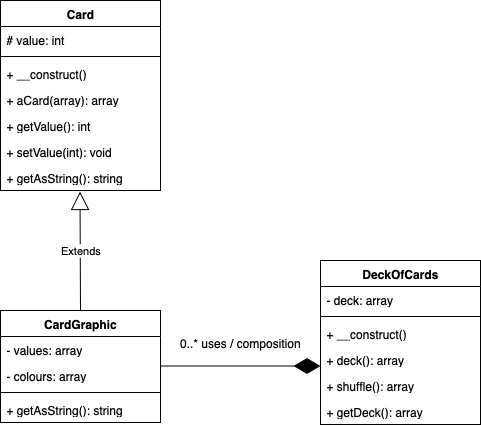 Card
# value: int
+ __construct()
+ aCard(array): array
+ getValue(): int
+ setValue(int): void
+ getAsString(): string
Extends
CardGraphic
- values: array
- colours: array
+ getAsString(): string
0..* uses / composition
DeckOfCards
- deck: array
+ __construct()
+ deck(): array
+ shuffle(): array
+ getDeck(): array